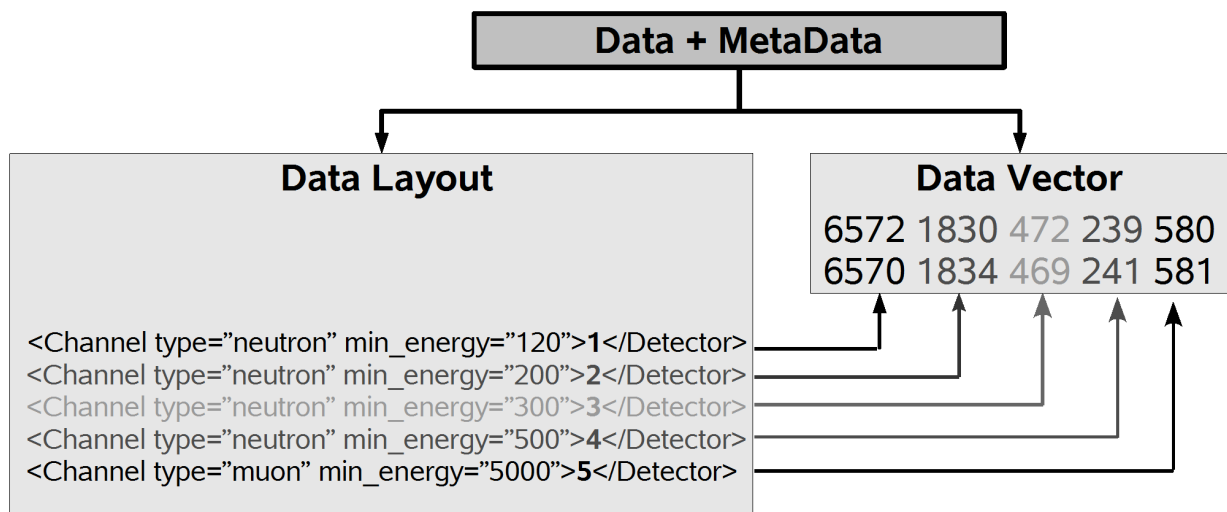 Data + MetaData
Data Layout
<Channel type=”neutron” min_energy=”120”>1</Detector>
<Channel type=”neutron” min_energy=”200”>2</Detector>
<Channel type=”neutron” min_energy=”300”>3</Detector>
<Channel type=”neutron” min_energy=”500”>4</Detector>
<Channel type=”muon” min_energy=”5000”>5</Detector>
Data Vector
6572 1830 472 239 580
6570 1834 469 241 581